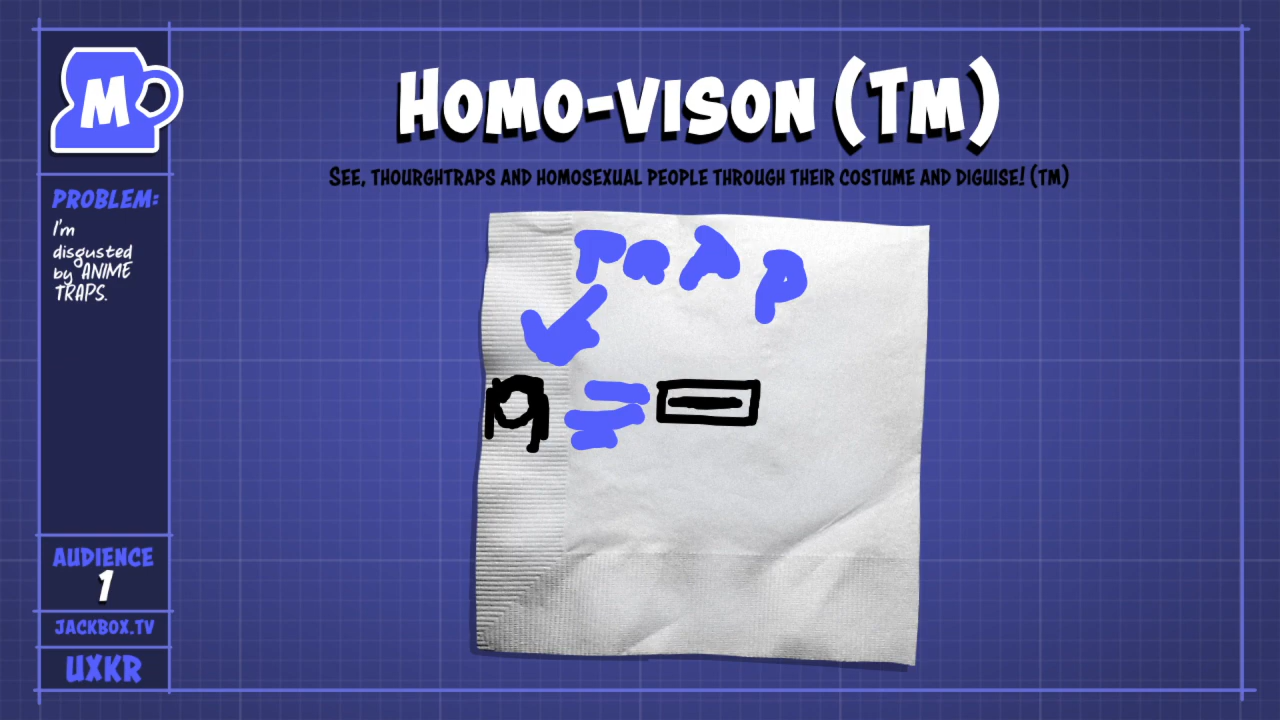 M
HOMO-VISON (TM)
SEE, THOURGHTRAPS AND HOMOSEXUAL PEOPLE THROUGH THEIR COSTUME AND DIGUISE! (TM)
PROBLEM:
I'm
disgusted
by ANIME
TRAPS.
TRAP
AUDIENCE
1
JACKBOX.TV
UXKR